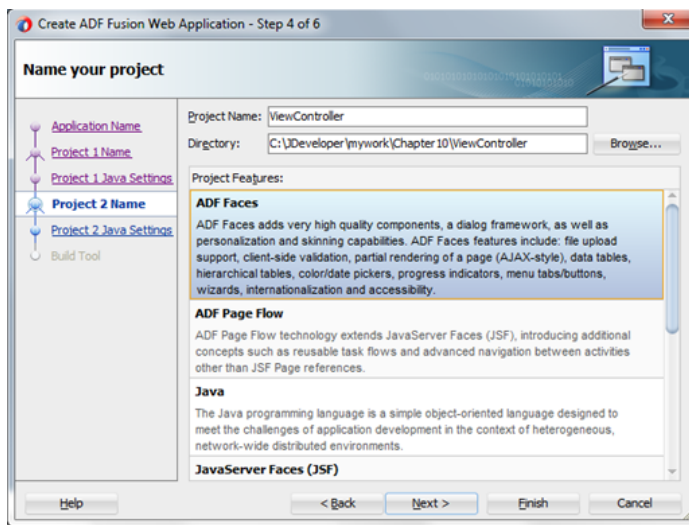 Create ADF Fusion Web Application - Step 4 of 6
Name your project
Application Name
Project 1 Name
Project 1 Java Settings
Project 2 Name
Project 2 Java Settings
Build Tool
Project Name: ViewController
Directory: C:\JDeveloper\mywork\Chapter10\ViewController Browse...
Project Features:
ADF Faces
ADF Faces adds very high quality components, a dialog framework, as well as
personalization and skinning capabilities. ADF Faces features include: file upload
support, client-side validation, partial rendering of a page (AJAX-style), data tables,
hierarchical tables, color/date pickers, progress indicators, menu tabs/buttons,
wizards, internationalization and accessibility.
ADF Page Flow
ADF Page Flow technology extends JavaServer Faces (JSF), introducing additional
concepts such as reusable task flows and advanced navigation between activities
other than JSF Page references.
Java
The Java programming language is a simple object-oriented language designed to
meet the challenges of application development in the context of heterogeneous,
network-wide distributed environments.
JavaServer Faces (JSF)
Help < Back Next > Finish Cancel